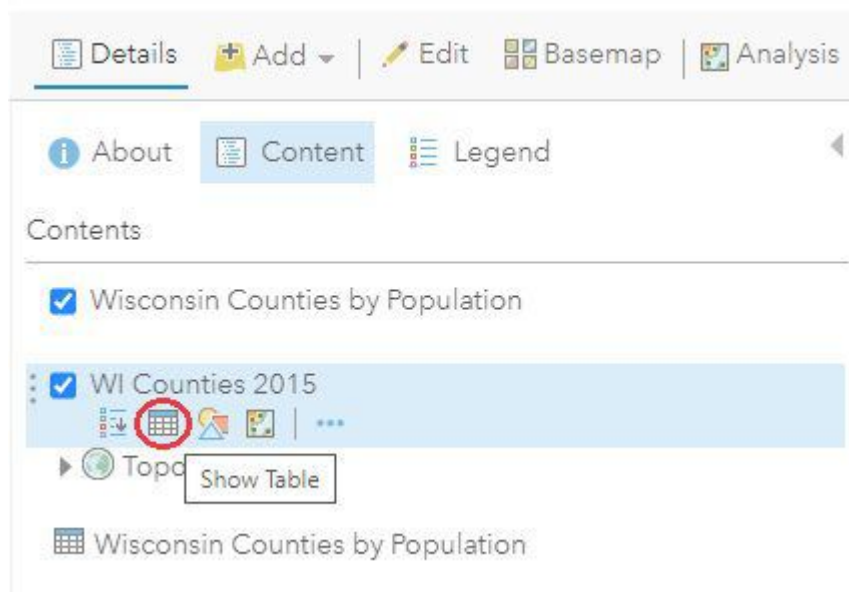 Details Add Edit Basemap Analysis
About Content Legend
Contents
Wisconsin Counties by Population
WI Counties 2015
Topo
Show Table
Wisconsin Counties by Population